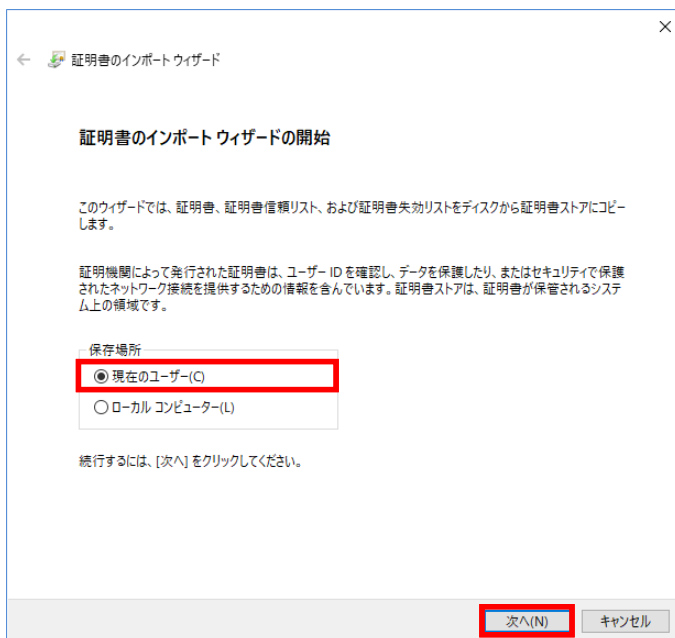 証明書のインポート ウィザード
証明書のインポート ウィザードの開始
このウィザードでは、証明書、証明書信頼リスト、および証明書失効リストをディスクから証明書ストアにコピー
します。
証明機関によって発行された証明書は、ユーザー ID を確認し、データを保護したり、またはセキュリティで保護
されたネットワーク接続を提供するための情報を含んでいます。証明書ストアは、証明書が保管されるシステ
ム上の領域です。
保存場所
現在のユーザー(C)
ローカル コンピューター(L)
続行するには、[次へ] をクリックしてください。
次へ(N)
キャンセル